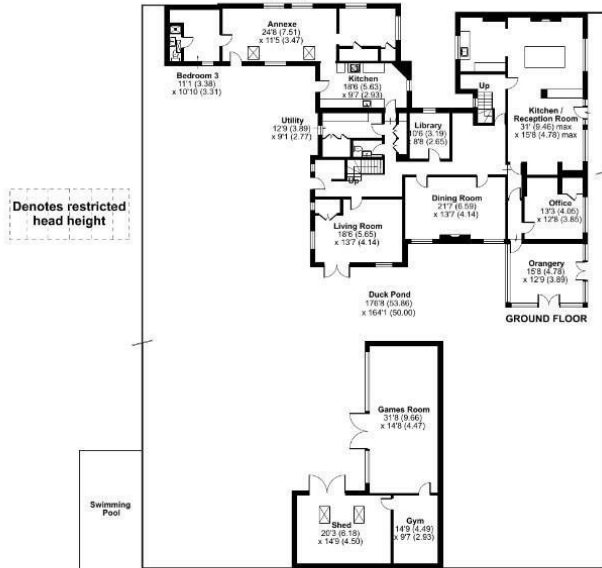 Annexe
24'8 (7.51)
x 11'5 (3.47)
Bedroom 3
11'1 (3.38)
x 10'10 (3.31)
Kitchen
18'6 (5.63)
x 9'7 (2.93)
Utility
12'9 (3.89)
x 9'1 (2.77)
Library
10'6 (3.19)
x 8'8 (2.65)
Up
Kitchen /
Reception Room
31' (9.46) max
x 15'8 (4.78) max
Up
Denotes restricted
head height
Living Room
18'6 (5.65)
x 13'7 (4.14)
Dining Room
21'7 (6.59)
x 13'7 (4.14)
Office
13'3 (4.05)
x 12'8 (3.85)
Orangery
15'8 (4.78)
x 12'9 (3.89)
Duck Pond
176'8 (53.86)
x 164'1 (50.00)
GROUND FLOOR
Games Room
31'8 (9.66)
x 14'8 (4.47)
Swimming
Pool
Shed
20'3 (6.18)
x 14'9 (4.50)
Gym
14'9 (4.49)
x 9'7 (2.93)